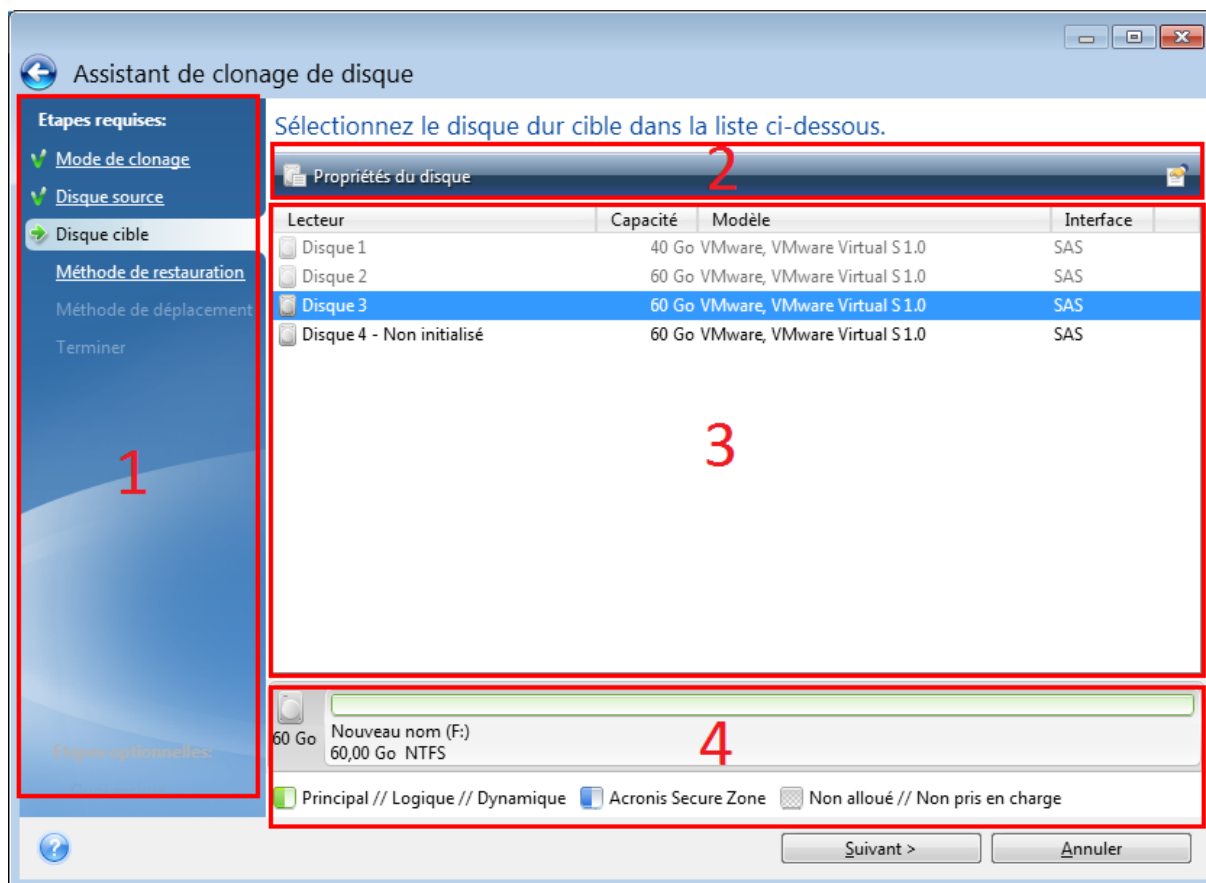 Assistant de clonage de disque
Etapes requises:
Mode de clonage
Disque source
Disque cible
Méthode de restauration
Méthode de déplacement
Terminer
1
Etapes optionnelles:
Sélectionnez le disque dur cible dans la liste ci-dessous.
Propriétés du disque
2
Lecteur Capacité Modèle Interface
Disque 1 40 Go VMware, VMware Virtual S 1.0 SAS
Disque 2 60 Go VMware, VMware Virtual S 1.0 SAS
Disque 3 60 Go VMware, VMware Virtual S 1.0 SAS
Disque 4 - Non initialisé 60 Go VMware, VMware Virtual S 1.0 SAS
3
60 Go
Nouveau nom (F:)
60,00 Go NTFS
4
Principal // Logique // Dynamique Acronis Secure Zone Non alloué // Non pris en charge
?
Suivant > Annuler